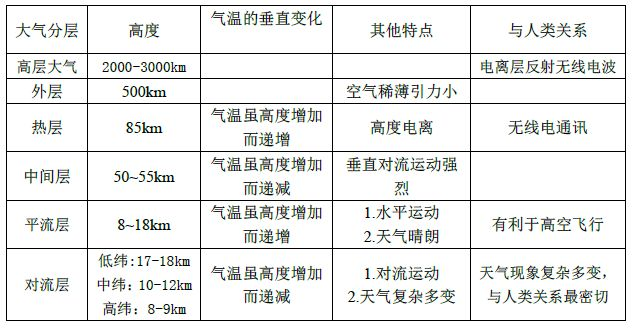 大气分层 高度 气温的垂直变化 其他特点 与人类关系
高层大气 2000-3000km 电离层反射无线电波
外层 500km 空气稀薄引力小
热层 85km 气温虽高度增加 高度电离 无线电通讯
而递增
中间层 50~55km 气温虽高度增加 垂直对流运动强
而递减 烈
平流层 8~18km 气温虽高度增加 1.水平运动 有利于高空飞行
而递增 2.天气晴朗
对流层 低纬:17-18km 气温虽高度增加 1.对流运动 天气现象复杂多变，
中纬：10-12km 而递减 2.天气复杂多变 与人类关系最密切
高纬：8-9km